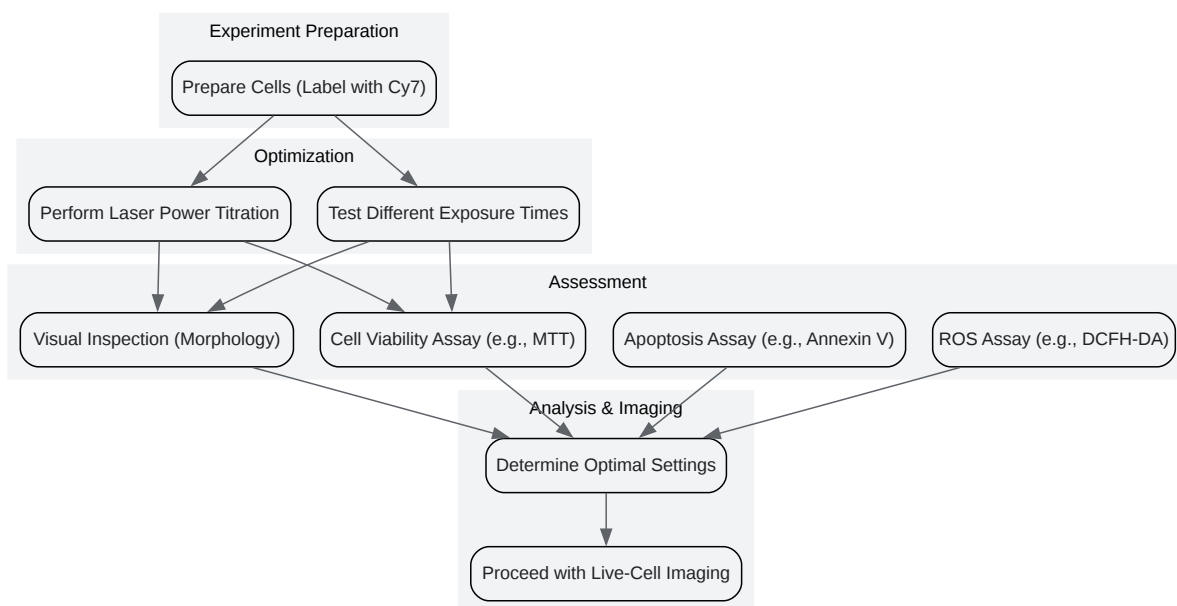 Experiment Preparation
Prepare Cells (Label with Cy7)
Optimization
Perform Laser Power Titration
Test Different Exposure Times
Assessment
Visual Inspection (Morphology)
Cell Viability Assay (e.g., MTT)
Apoptosis Assay (e.g., Annexin V)
ROS Assay (e.g., DCFH-DA)
Analysis & Imaging
Determine Optimal Settings
Proceed with Live-Cell Imaging